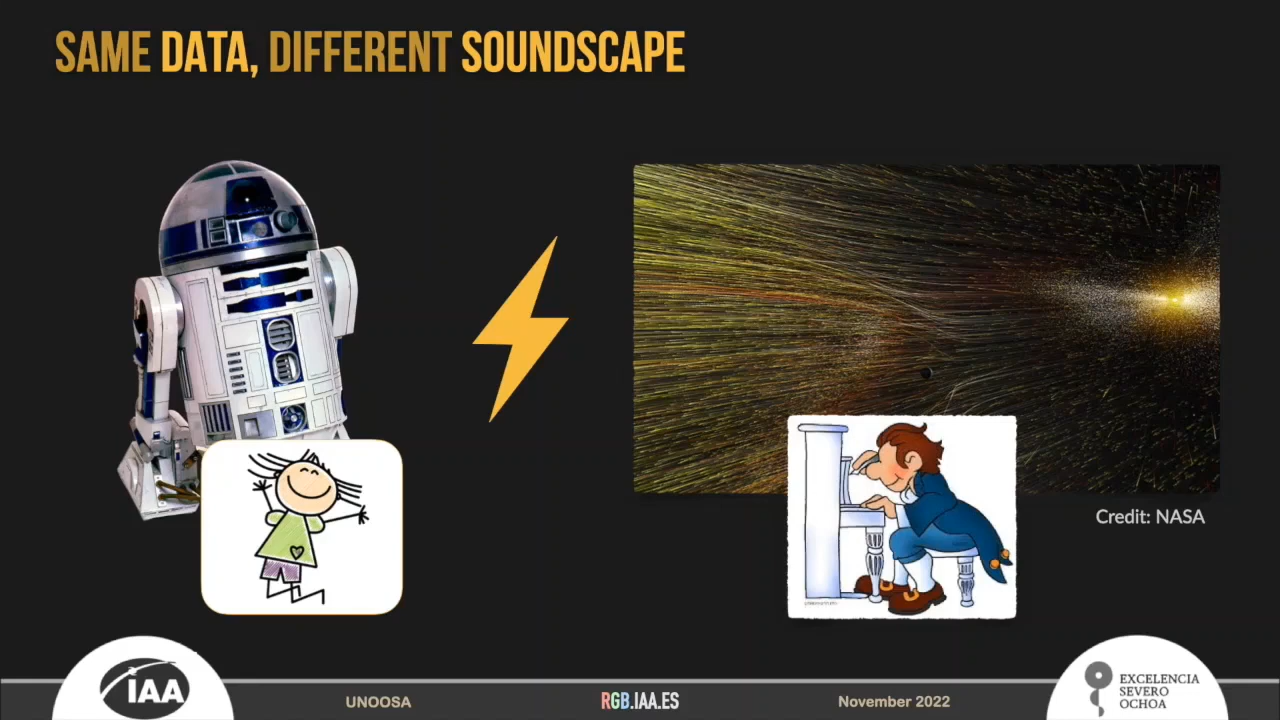 SAME DATA, DIFFERENT SOUNDSCAPE
Credit: NASA
IAA
UNOOSA
RGB.IAA.ES
November 2022
EXCELENCIA
SEVERO
OCHOA